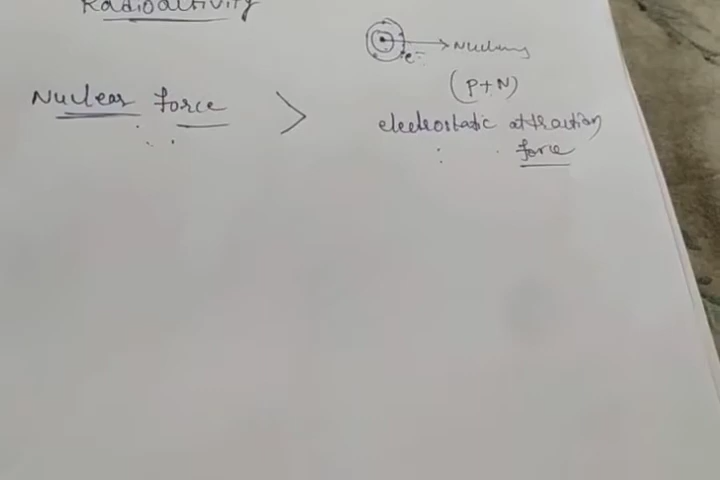 Radioactivity
→ Nucleus
e⁻
(P+N)
Nuclear force >
electrostatic attraction
force